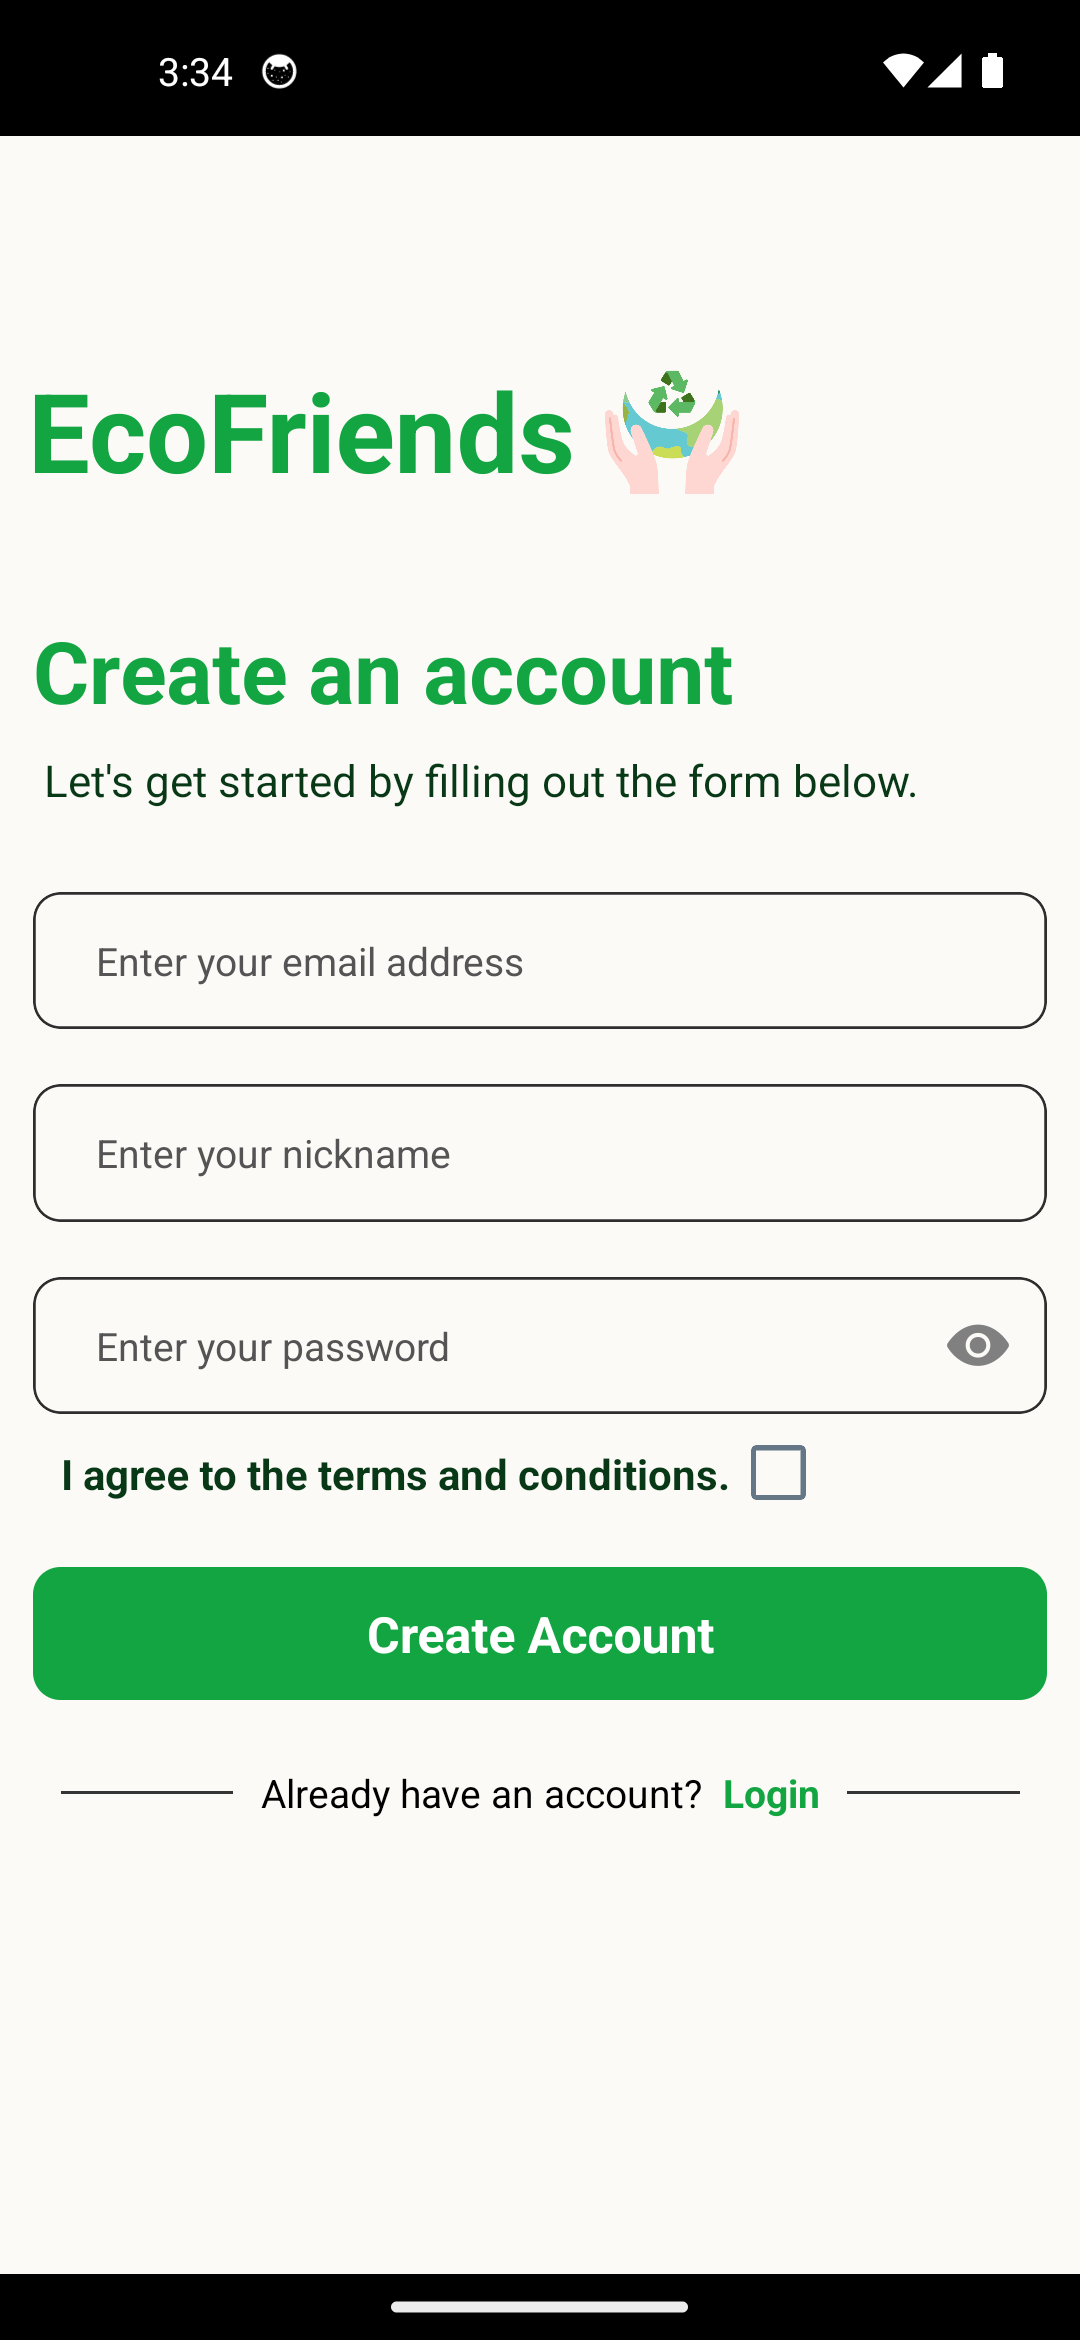 3:34
EcoFriends
Create an account
Let's get started by filling out the form below.
Enter your email address
Enter your nickname
Enter your password
I agree to the terms and conditions.
Create Account
Already have an account? Login